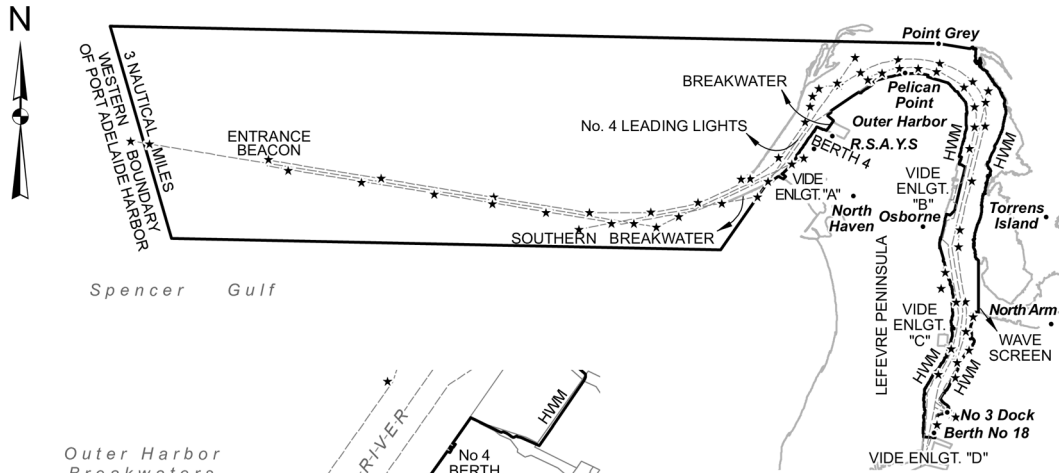 N
Point Grey
BREAKWATER
Pelican
Point
3 NAUTICAL MILES
WESTERN BOUNDARY
OF PORT ADELAIDE HARBOR
ENTRANCE
BEACON
No. 4 LEADING LIGHTS
Outer Harbor
R.S.A.Y.S
BERTH 4
HWM
HWM
VIDE
ENLGT. "A"
VIDE
ENLGT.
"B"
North
Haven
Osborne
Torrens
Island
SOUTHERN BREAKWATER
Spencer Gulf
LEFEVRE PENINSULA
VIDE
ENLGT.
"C"
North Arm
WAVE
SCREEN
HWM
HWM
No 3 Dock
Berth No 18
VIDE ENLGT. "D"
HWM
RIVER
No 4
BERTH
Outer Harbor
Breakwaters